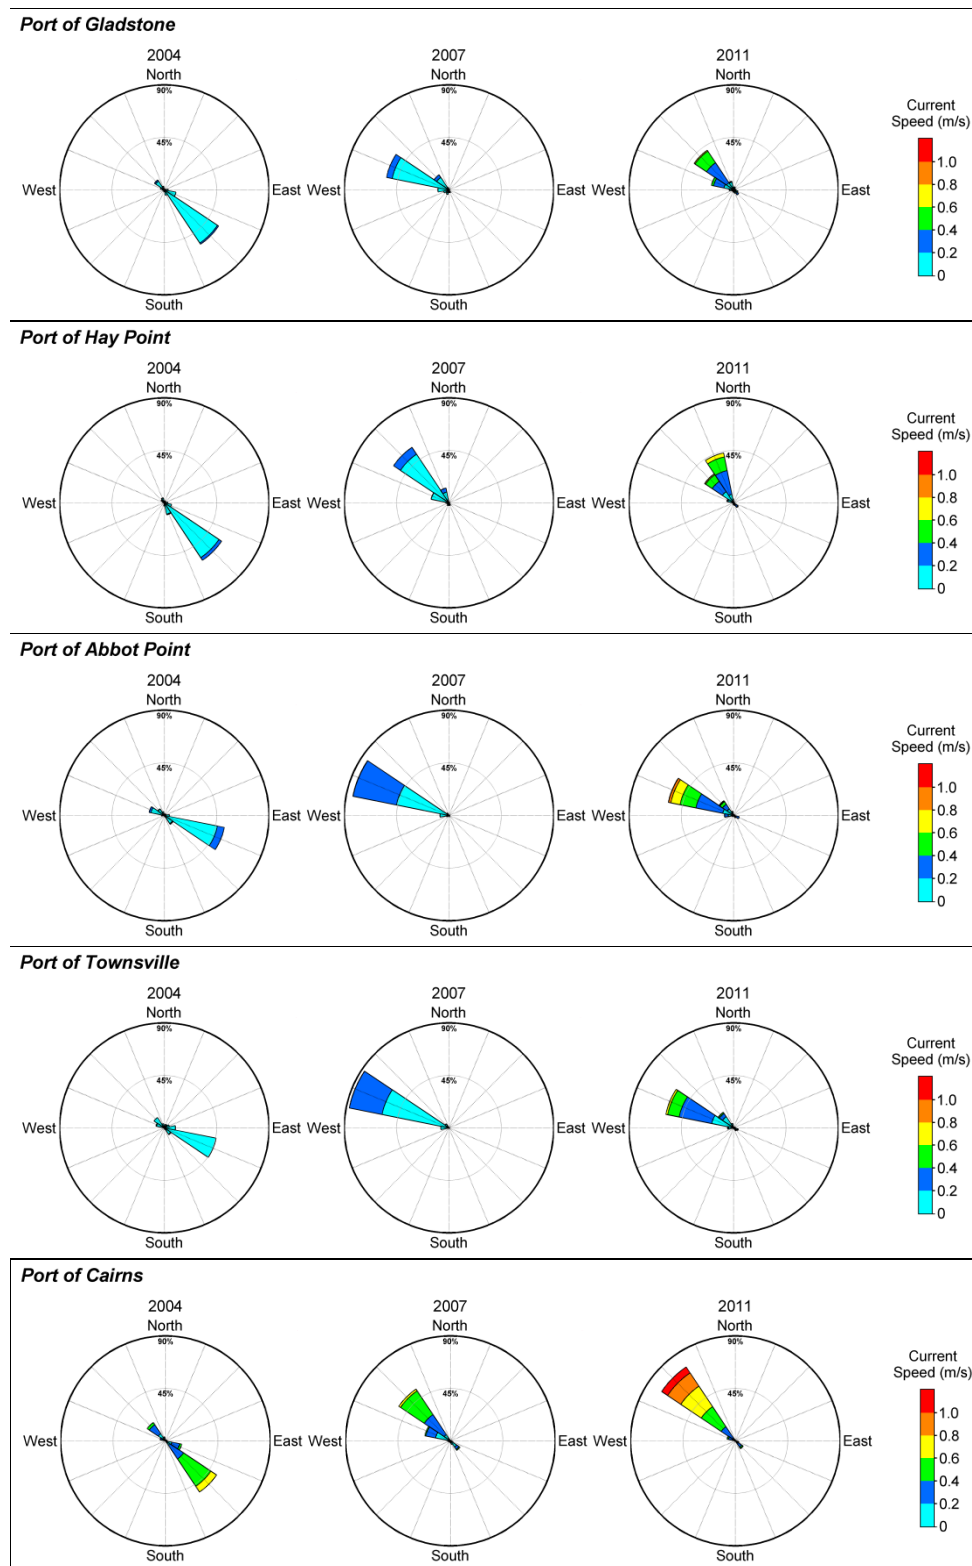 Port of Gladstone
2004 2007 2011
North North North
90% 90% 90%
Current
Speed (m/s)
45% 45% 45%
1.0
0.8
0.6
0.4
0.2
0
West East West East West East
South South South
Port of Hay Point
2004 2007 2011
North North North
90% 90% 90%
Current
Speed (m/s)
45% 45% 45%
1.0
0.8
0.6
0.4
0.2
0
West East West East West East
South South South
Port of Abbot Point
2004 2007 2011
North North North
90% 90% 90%
Current
Speed (m/s)
45% 45% 45%
1.0
0.8
0.6
0.4
0.2
0
West East West East West East
South South South
Port of Townsville
2004 2007 2011
North North North
90% 90% 90%
Current
Speed (m/s)
45% 45% 45%
1.0
0.8
0.6
0.4
0.2
0
West East West East West East
South South South
Port of Cairns
2004 2007 2011
North North North
90% 90% 90%
Current
Speed (m/s)
45% 45% 45%
1.0
0.8
0.6
0.4
0.2
0
West East West East West East
South South South